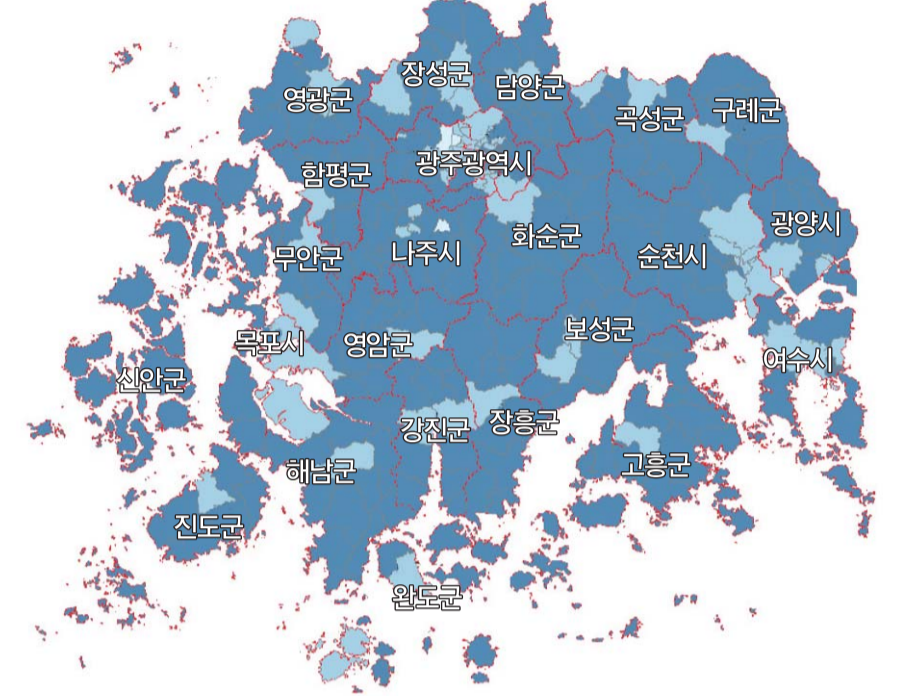 장성군
담양군
영광군
곡성군
구례군
광주광역시
함평군
광양시
화순군
나주시
순천시
무안군
보성군
목포시
영암군
여수시
신안군
강진군
장흥군
고흥군
해남군
진도군
완도군